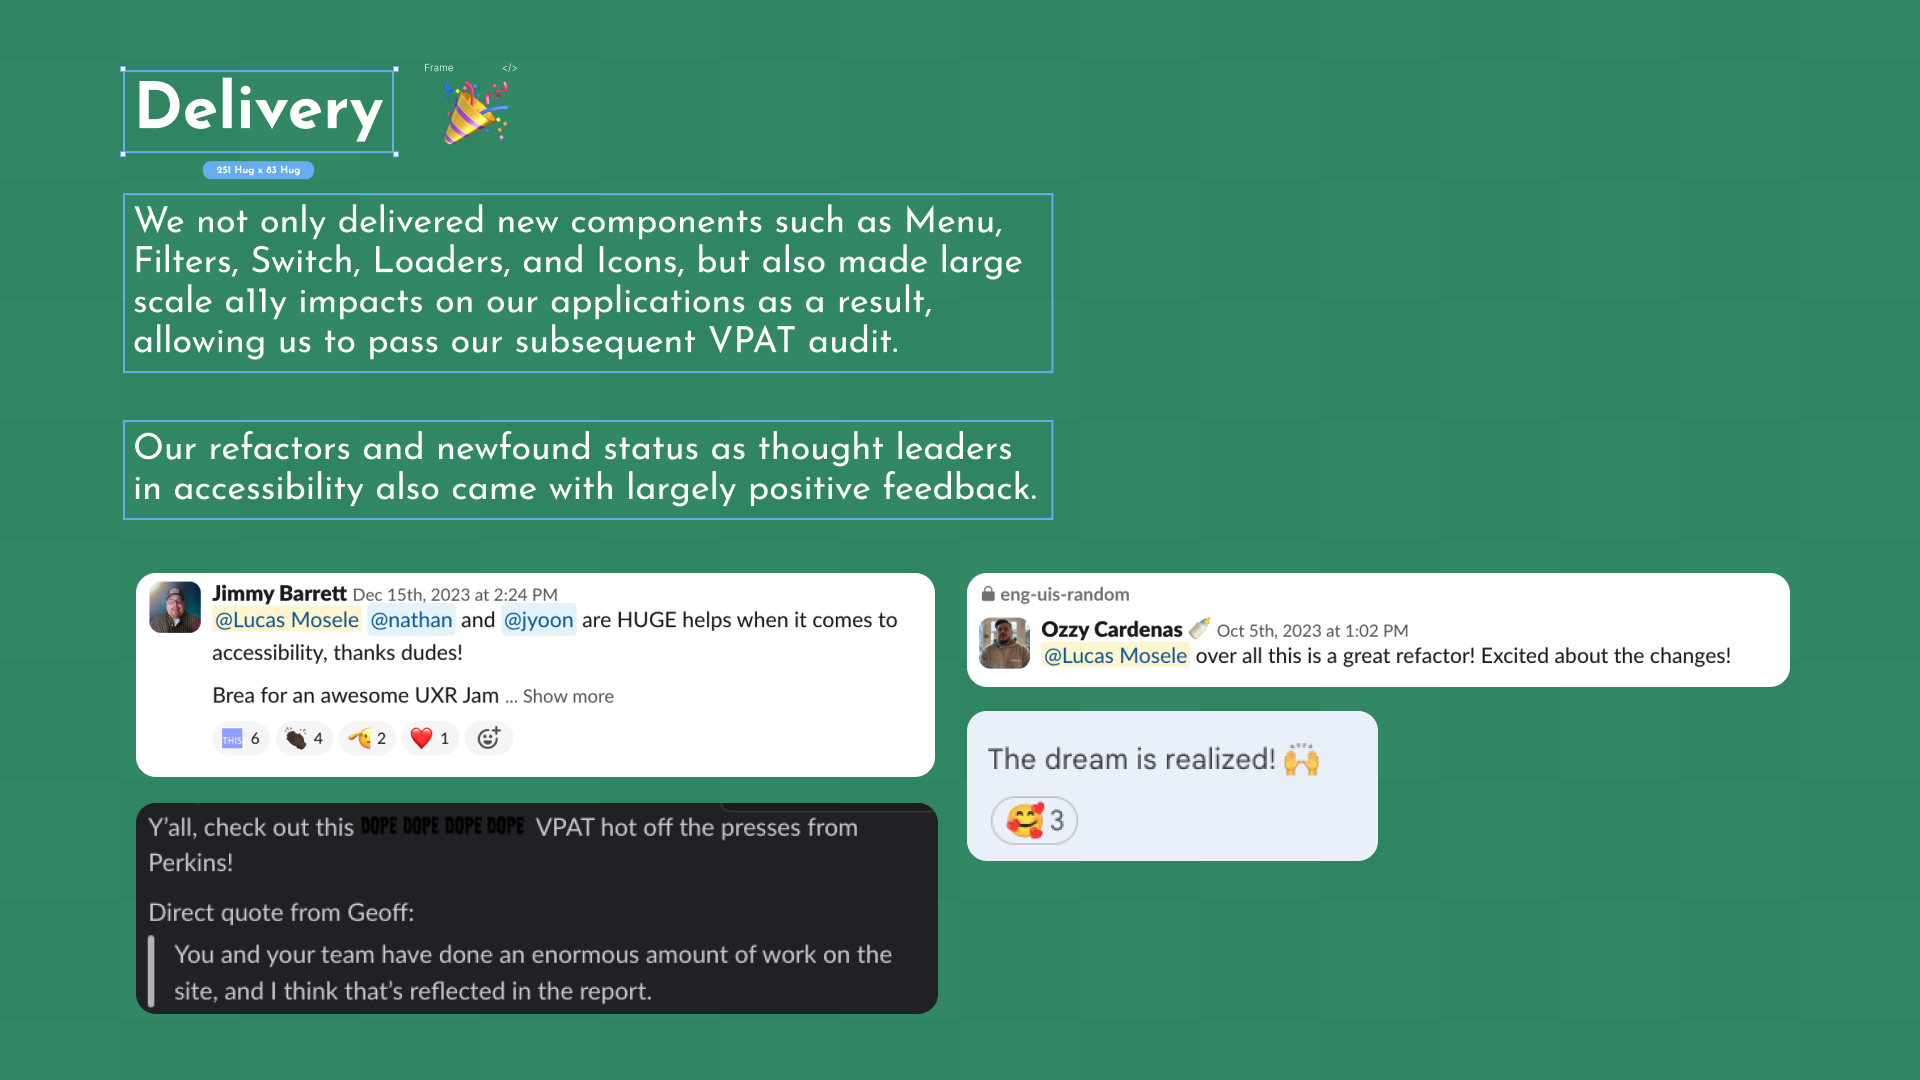 Delivery
Frame </>
251 Hug x 83 Hug
We not only delivered new components such as Menu,
Filters, Switch, Loaders, and Icons, but also made large
scale a11y impacts on our applications as a result,
allowing us to pass our subsequent VPAT audit.
Our refactors and newfound status as thought leaders
in accessibility also came with largely positive feedback.
Jimmy Barrett Dec 15th, 2023 at 2:24 PM
@Lucas Mosele @nathan and @jyoon are HUGE helps when it comes to
accessibility, thanks dudes!
Brea for an awesome UXR Jam ... Show more
THIS 6 4 2 1
Y'all, check out this DOPE DOPE DOPE DOPE VPAT hot off the presses from
Perkins!
Direct quote from Geoff:
You and your team have done an enormous amount of work on the
site, and I think that's reflected in the report.
eng-uis-random
Ozzy Cardenas Oct 5th, 2023 at 1:02 PM
@Lucas Mosele over all this is a great refactor! Excited about the changes!
The dream is realized!
3